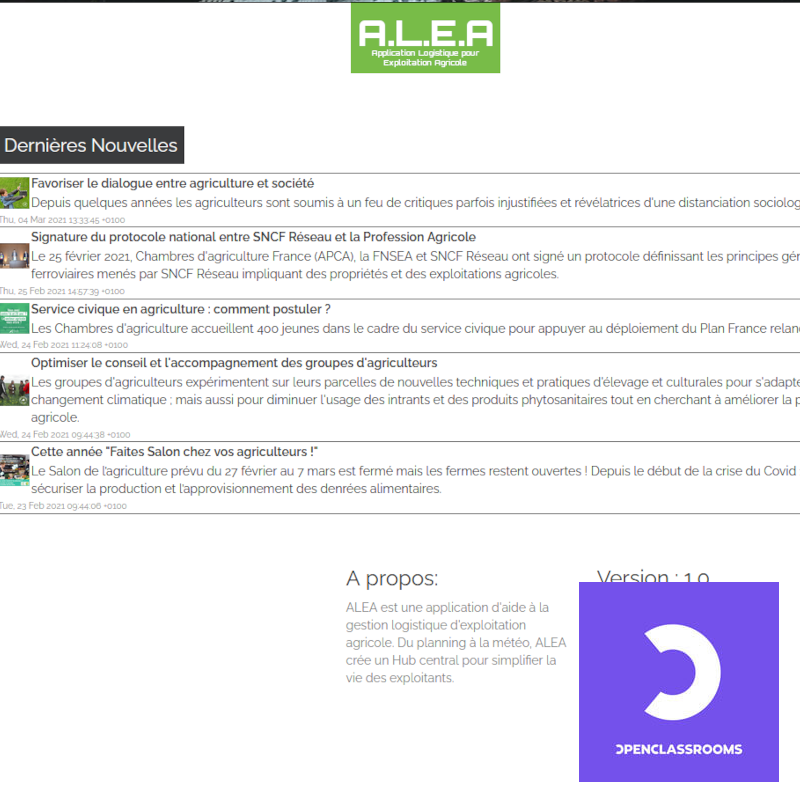 A.L.E.A
Application Logistique pour
Exploitation Agricole
Dernières Nouvelles
Favoriser le dialogue entre agriculture et société
Depuis quelques années les agriculteurs sont soumis à un feu de critiques parfois injustifiées et révélatrices d'une distanciation sociolog
Thu, 04 Mar 2021 13:33:45 +0100
Signature du protocole national entre SNCF Réseau et la Profession Agricole
Le 25 février 2021, Chambres d'agriculture France (APCA), la FNSEA et SNCF Réseau ont signé un protocole définissant les principes gén
ferroviaires menés par SNCF Réseau impliquant des propriétés et des exploitations agricoles.
Thu, 25 Feb 2021 14:57:39 +0100
Service civique en agriculture : comment postuler ?
Les Chambres d'agriculture accueillent 400 jeunes dans le cadre du service civique pour appuyer au déploiement du Plan France relan
Wed, 24 Feb 2021 11:24:08 +0100
Optimiser le conseil et l'accompagnement des groupes d'agriculteurs
Les groupes d'agriculteurs expérimentent sur leurs parcelles de nouvelles techniques et pratiques d'élevage et culturales pour s'adapte
changement climatique ; mais aussi pour diminuer l'usage des intrants et des produits phytosanitaires tout en cherchant à améliorer la p
agricole.
Wed, 24 Feb 2021 09:44:38 +0100
Cette année "Faites Salon chez vos agriculteurs !"
Le Salon de l'agriculture prévu du 27 février au 7 mars est fermé mais les fermes restent ouvertes ! Depuis le début de la crise du Covid
sécuriser la production et l'approvisionnement des denrées alimentaires.
Tue, 23 Feb 2021 09:44:06 +0100
A propos:
ALEA est une application d'aide à la
gestion logistique d'exploitation
agricole. Du planning à la météo, ALEA
crée un Hub central pour simplifier la
vie des exploitants.
Version : 1.0
OPENCLASSROOMS